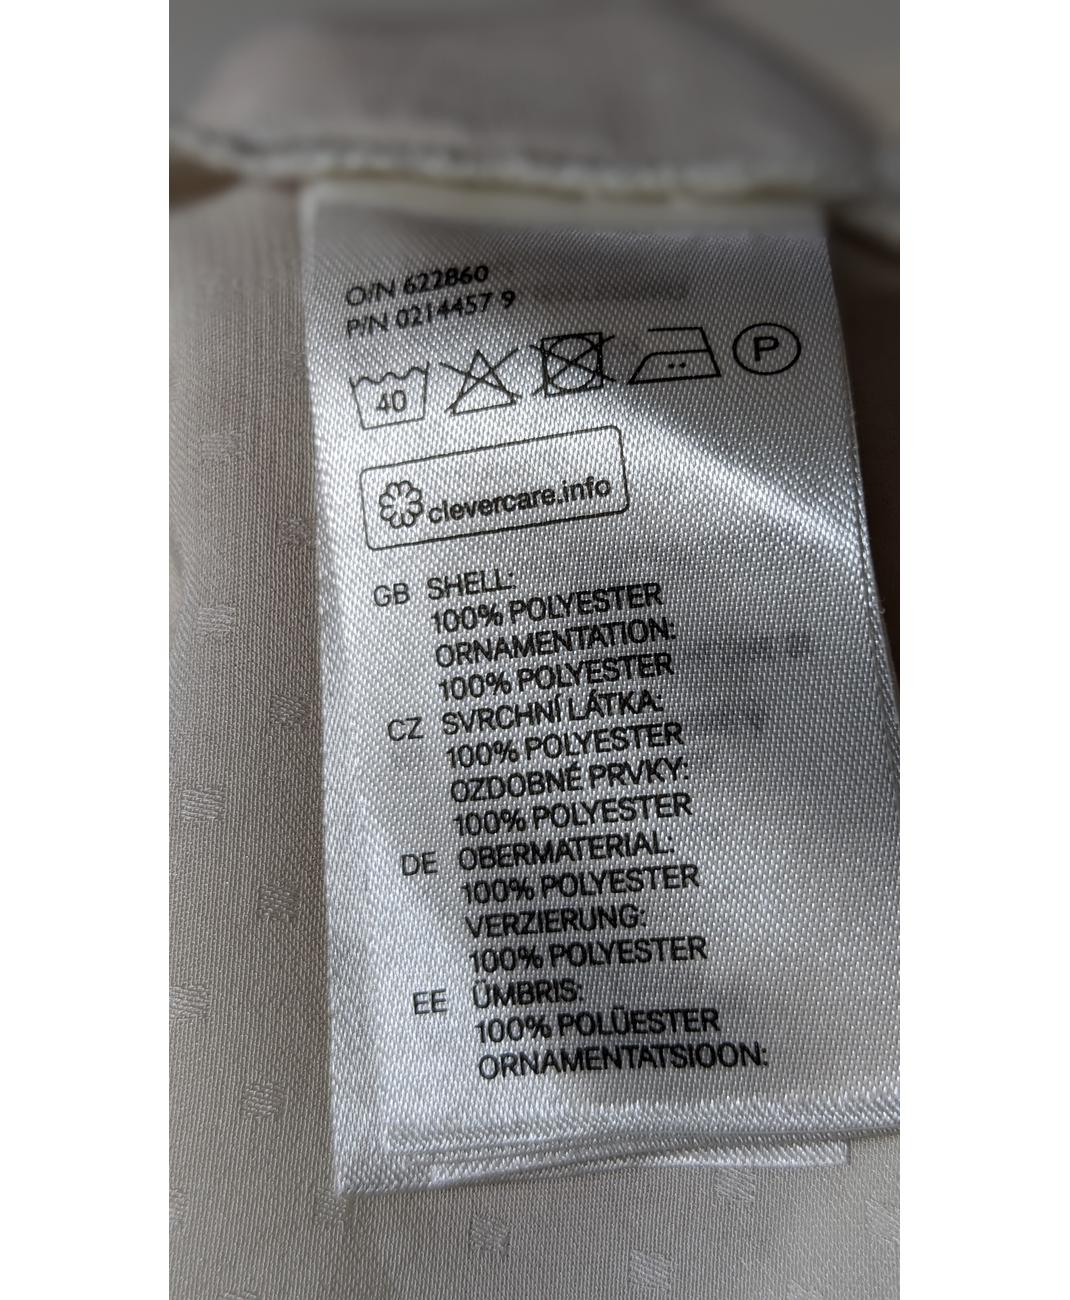 O/N 622860
P/N 0214457 9
40
P
clevercare.info
GB SHELL:
100% POLYESTER
ORNAMENTATION:
100% POLYESTER
CZ SVRCHNÍ LÁTKA:
100% POLYESTER
OZDOBNÉ PRVKY:
100% POLYESTER
DE OBERMATERIAL:
100% POLYESTER
VERZIERUNG:
100% POLYESTER
EE ÜMBRIS:
100% POLÜESTER
ORNAMENTATSIOON: